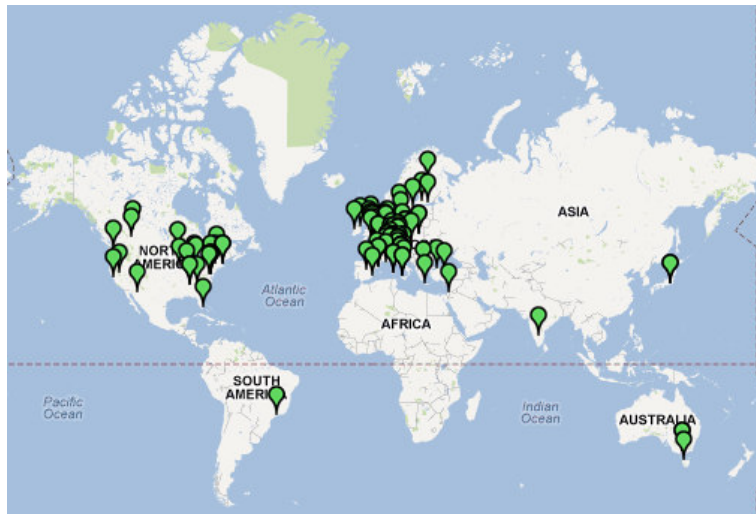 ASIA
NORTH
AMERICA
Atlantic
Ocean
AFRICA
SOUTH
AMERICA
Pacific
Ocean
Indian
Ocean
AUSTRALIA